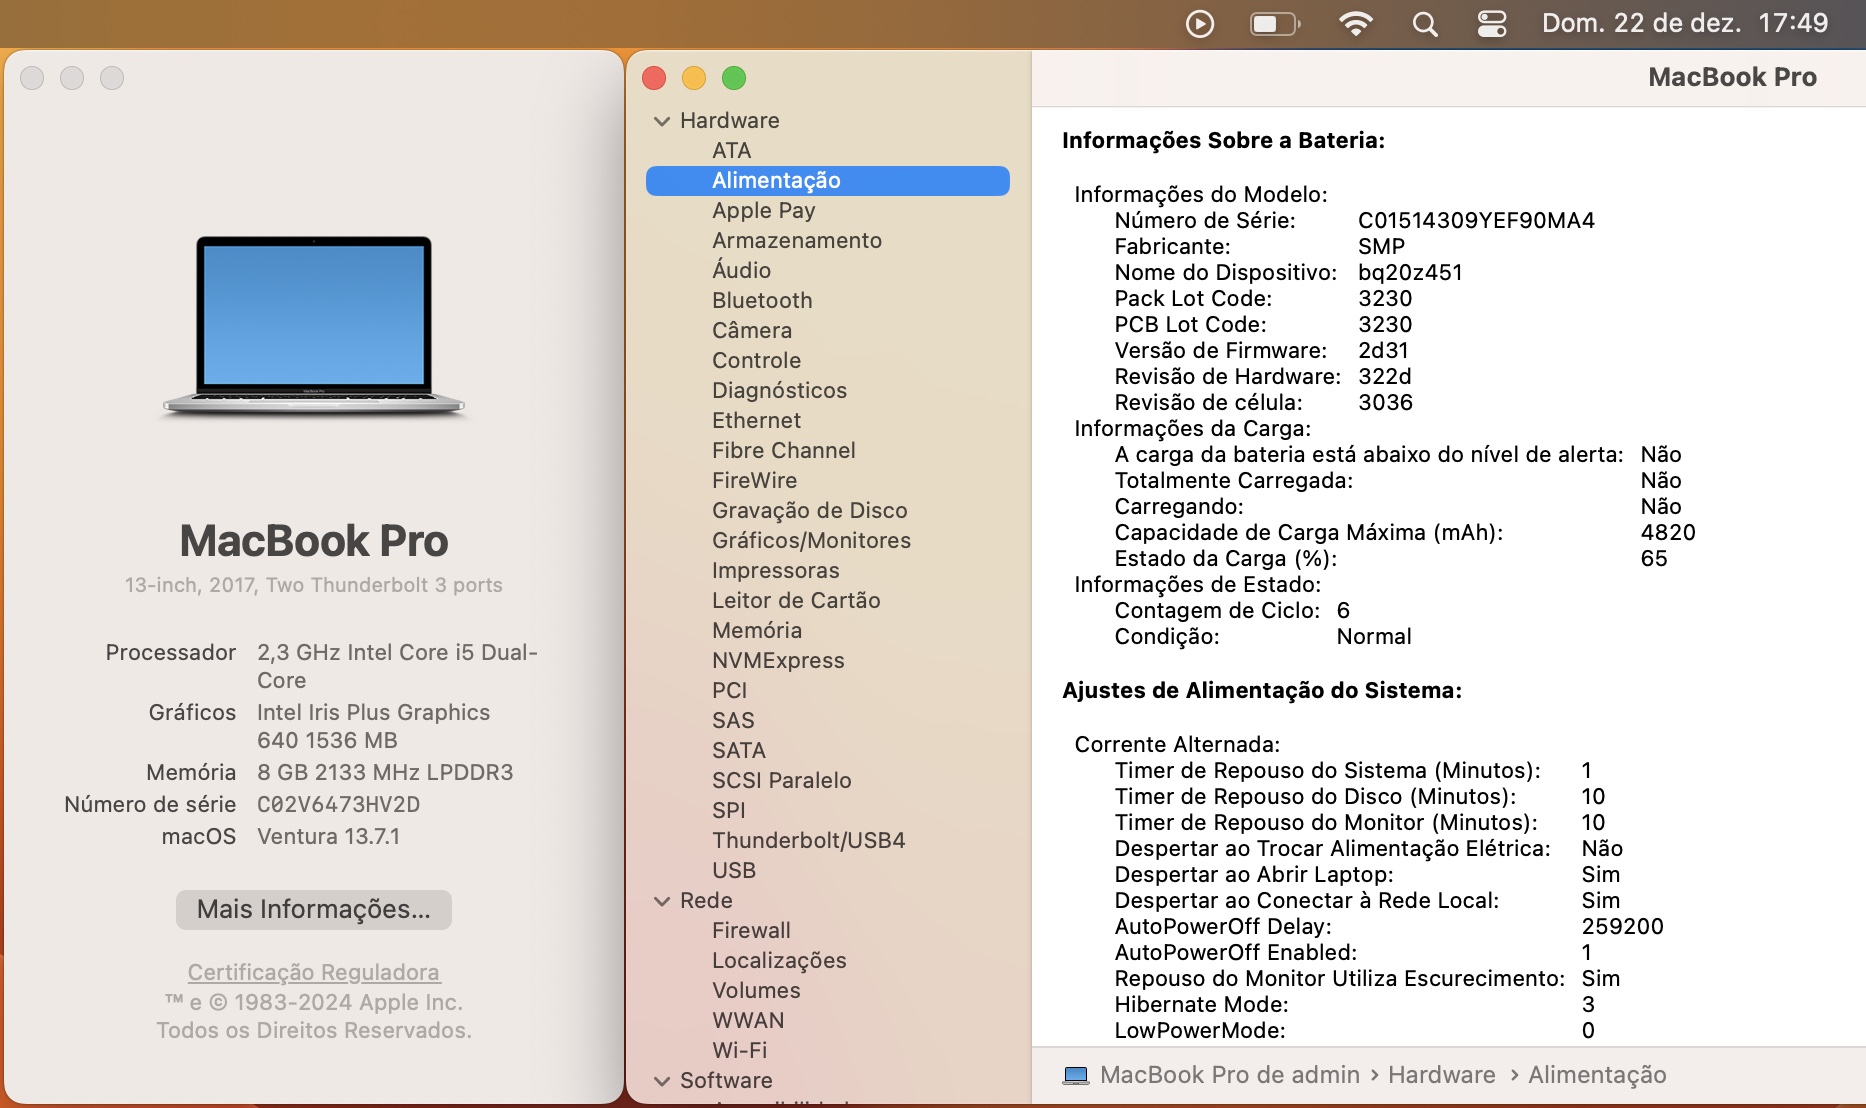 Dom. 22 de dez. 17:49
MacBook Pro
13-inch, 2017, Two Thunderbolt 3 ports
Processador 2,3 GHz Intel Core i5 Dual-
Core
Gráficos Intel Iris Plus Graphics
640 1536 MB
Memória 8 GB 2133 MHz LPDDR3
Número de série C02V6473HV2D
macOS Ventura 13.7.1
Mais Informações...
Certificação Reguladora
™ e © 1983-2024 Apple Inc.
Todos os Direitos Reservados.
Hardware
ATA
Alimentação
Apple Pay
Armazenamento
Áudio
Bluetooth
Câmera
Controle
Diagnósticos
Ethernet
Fibre Channel
FireWire
Gravação de Disco
Gráficos/Monitores
Impressoras
Leitor de Cartão
Memória
NVMExpress
PCI
SAS
SATA
SCSI Paralelo
SPI
Thunderbolt/USB4
USB
Rede
Firewall
Localizações
Volumes
WWAN
Wi-Fi
Software
MacBook Pro
Informações Sobre a Bateria:
Informações do Modelo:
Número de Série: C01514309YEF90MA4
Fabricante: SMP
Nome do Dispositivo: bq20z451
Pack Lot Code: 3230
PCB Lot Code: 3230
Versão de Firmware: 2d31
Revisão de Hardware: 322d
Revisão de célula: 3036
Informações da Carga:
A carga da bateria está abaixo do nível de alerta: Não
Totalmente Carregada: Não
Carregando: Não
Capacidade de Carga Máxima (mAh): 4820
Estado da Carga (%): 65
Informações de Estado:
Contagem de Ciclo: 6
Condição: Normal
Ajustes de Alimentação do Sistema:
Corrente Alternada:
Timer de Repouso do Sistema (Minutos): 1
Timer de Repouso do Disco (Minutos): 10
Timer de Repouso do Monitor (Minutos): 10
Despertar ao Trocar Alimentação Elétrica: Não
Despertar ao Abrir Laptop: Sim
Despertar ao Conectar à Rede Local: Sim
AutoPowerOff Delay: 259200
AutoPowerOff Enabled: 1
Repouso do Monitor Utiliza Escurecimento: Sim
Hibernate Mode: 3
LowPowerMode: 0
MacBook Pro de admin › Hardware › Alimentação